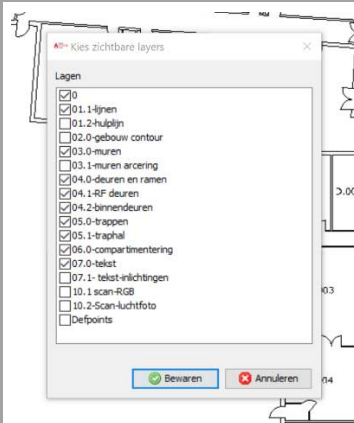 Kies zichtbare layers
Lagen
0
01.1-lijnen
01.2-hulplijn
02.0-gebouw contour
03.0-muren
03.1-muren arcering
04.0-deuren en ramen
04.1-RF deuren
04.2-binnendeuren
05.0-trappen
05.1-traphal
06.0-compartimentering
07.0-tekst
07.1- tekst-inlichtingen
10.1 scan-RGB
10.2-Scan-luchtfoto
Defpoints
Bewaren
Annuleren